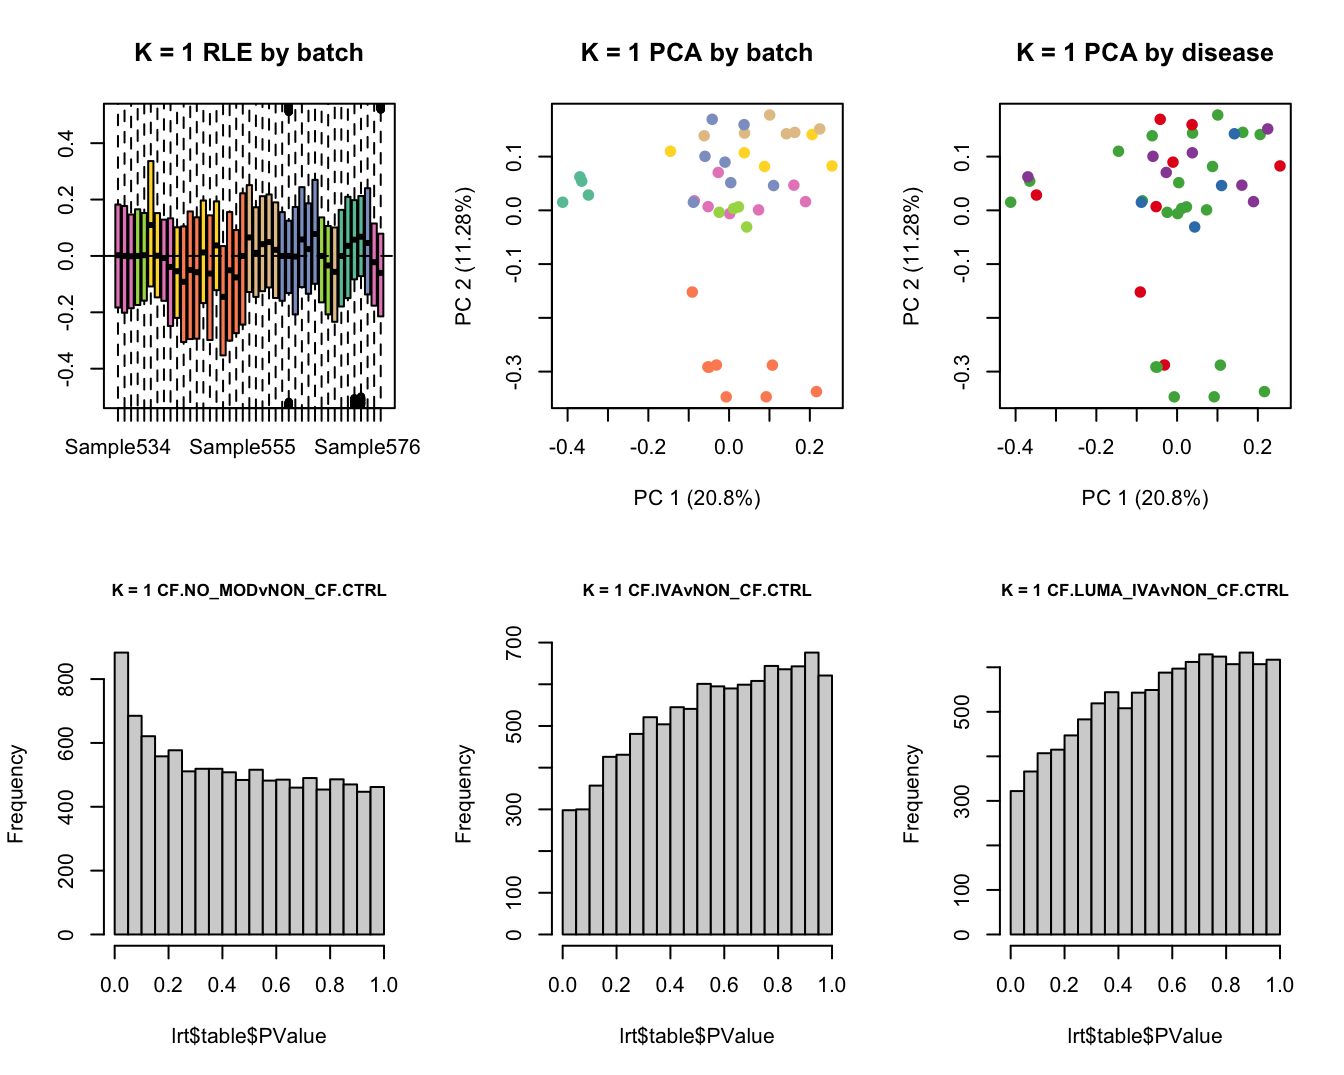 K = 1 RLE by batch
0.4
0.2
0.0
-0.2
-0.4
Sample534 Sample555 Sample576
K = 1 PCA by batch
PC 2 (11.28%)
0.1
0.0
-0.1
-0.3
-0.4 -0.2 0.0 0.2
PC 1 (20.8%)
K = 1 PCA by disease
PC 2 (11.28%)
0.1
0.0
-0.1
-0.3
-0.4 -0.2 0.0 0.2
PC 1 (20.8%)
K = 1 CF.NO_MODvNON_CF.CTRL
Frequency
800
600
400
200
0
0.0 0.2 0.4 0.6 0.8 1.0
lrt$table$PValue
K = 1 CF.IVAvNON_CF.CTRL
Frequency
700
500
300
100
0
0.0 0.2 0.4 0.6 0.8 1.0
lrt$table$PValue
K = 1 CF.LUMA_IVAvNON_CF.CTRL
Frequency
500
300
100
0
0.0 0.2 0.4 0.6 0.8 1.0
lrt$table$PValue